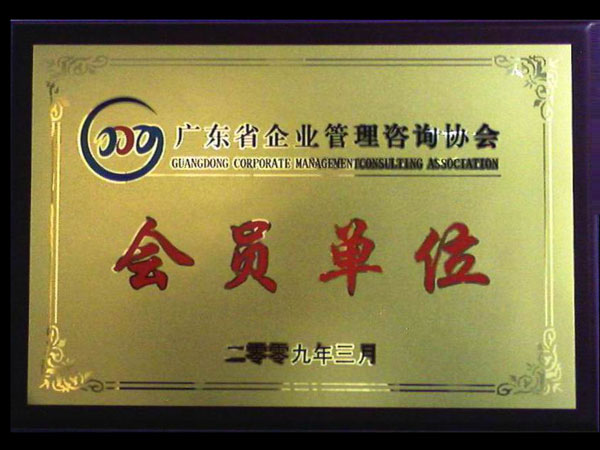 广东省企业管理咨询协会
GUANGDONG CORPORATE MANAGEMENTCONSULTING ASSOCIATION
会员单位
二零零九年三月